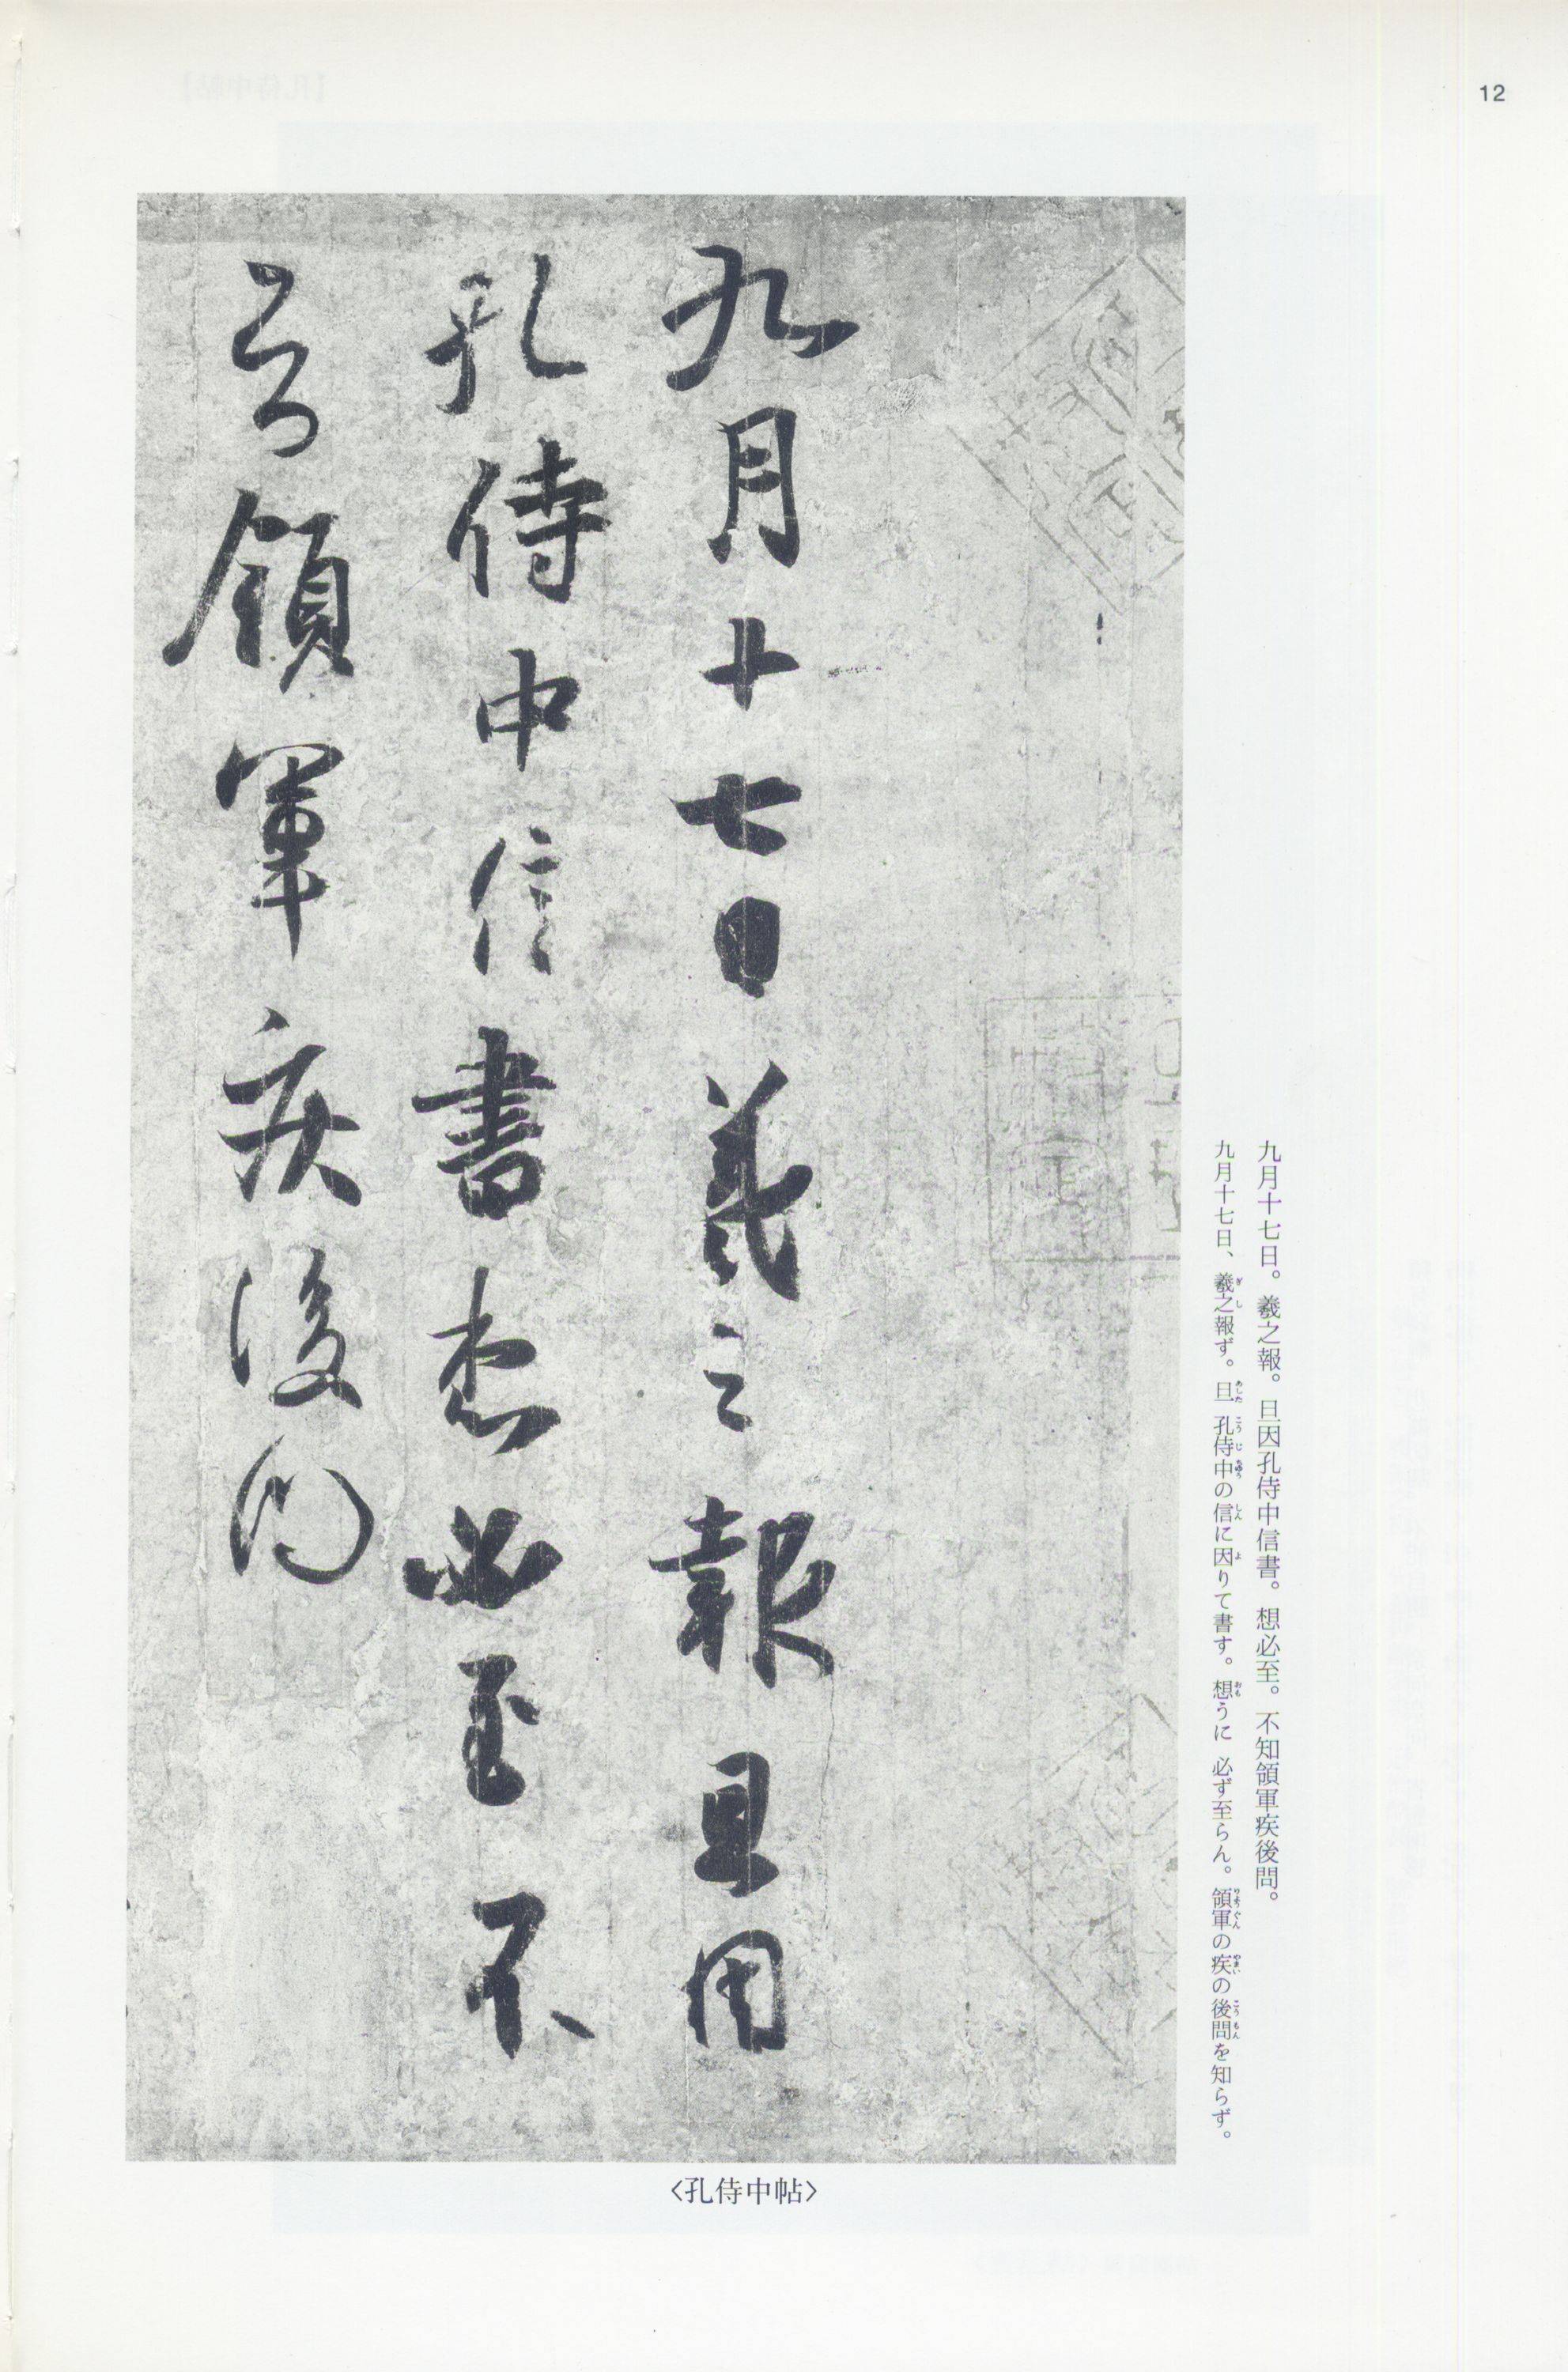 12
九月十七日。羲之報。旦因孔侍中信書。想必至。不知領軍疾後問。
九月十七日、羲之報ず。旦 孔侍中の信に因りて書す。想うに 必ず至らん。領軍の疾の後問を知らず。
九月十七日羲之報旦因
孔侍中信書想必至不
知領軍疾後問
〈孔侍中帖〉